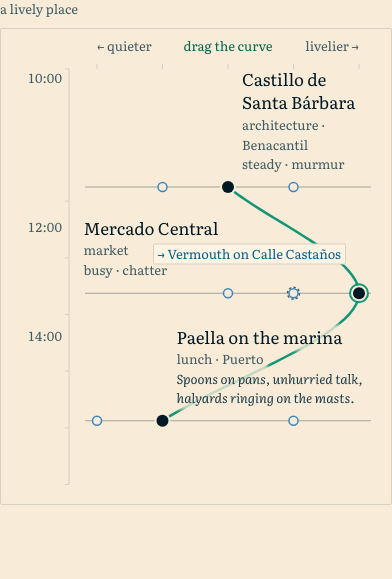 a lively place
← quieter drag the curve livelier →
10:00
Castillo de
Santa Bárbara
architecture ·
Benacantil
steady · murmur
12:00
Mercado Central
market
→ Vermouth on Calle Castaños
busy · chatter
14:00
Paella on the marina
lunch · Puerto
Spoons on pans, unhurried talk,
halyards ringing on the masts.